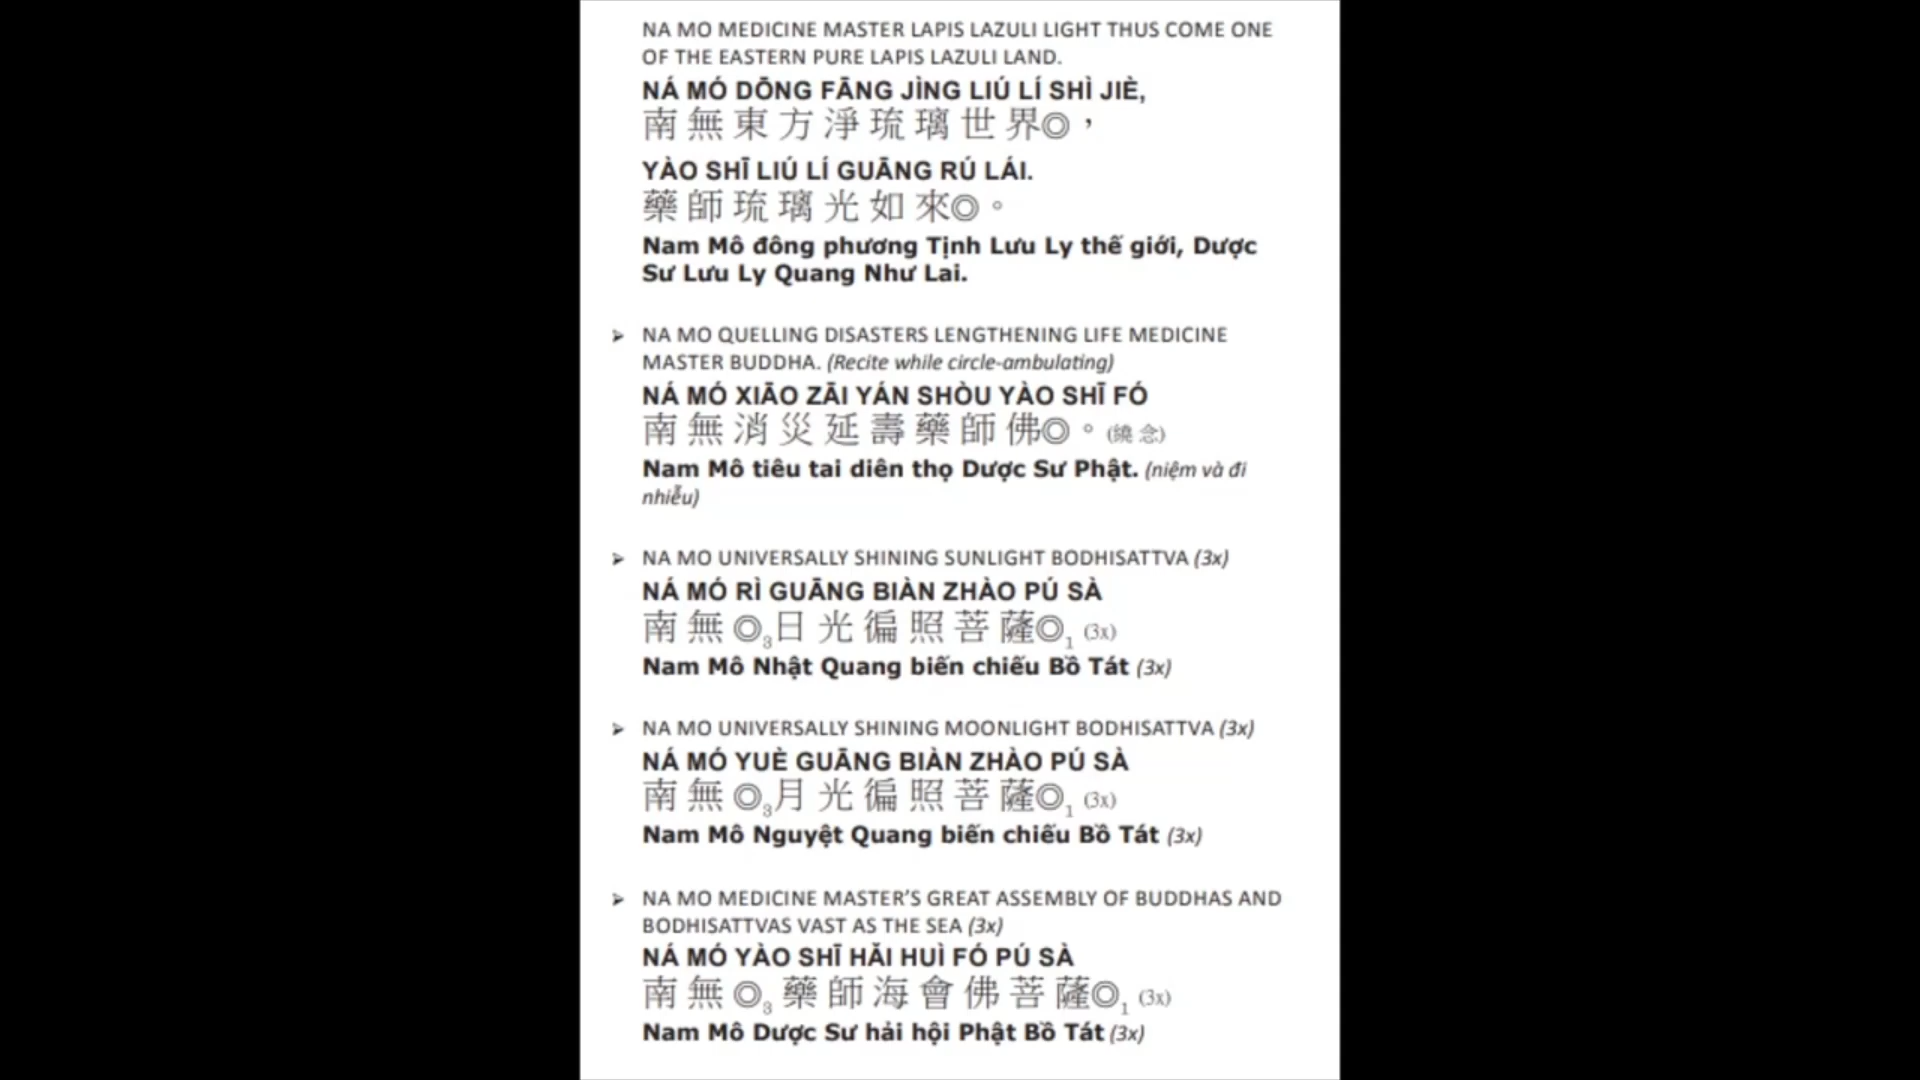 NA MO MEDICINE MASTER LAPIS LAZULI LIGHT THUS COME ONE
OF THE EASTERN PURE LAPIS LAZULI LAND.
NÁ MÓ DŌNG FĀNG JÌNG LIÚ LÍ SHÌ JIÈ,
南無東方淨琉璃世界◎，
YÀO SHĪ LIÚ LÍ GUĀNG RÚ LÁI.
藥師琉璃光如來◎。
Nam Mô đông phương Tịnh Lưu Ly thế giới, Dược
Sư Lưu Ly Quang Như Lai.
➢ NA MO QUELLING DISASTERS LENGTHENING LIFE MEDICINE
MASTER BUDDHA. (Recite while circle-ambulating)
NÁ MÓ XIĀO ZĀI YÁN SHÒU YÀO SHĪ FÓ
南無消災延壽藥師佛◎。(繞念)
Nam Mô tiêu tai diên thọ Dược Sư Phật. (niệm và đi
nhiễu)
➢ NA MO UNIVERSALLY SHINING SUNLIGHT BODHISATTVA (3x)
NÁ MÓ RÌ GUĀNG BIÀN ZHÀO PÚ SÀ
南無◎3日光徧照菩薩◎1 (3x)
Nam Mô Nhật Quang biến chiếu Bồ Tát (3x)
➢ NA MO UNIVERSALLY SHINING MOONLIGHT BODHISATTVA (3x)
NÁ MÓ YUÈ GUĀNG BIÀN ZHÀO PÚ SÀ
南無◎3月光徧照菩薩◎1 (3x)
Nam Mô Nguyệt Quang biến chiếu Bồ Tát (3x)
➢ NA MO MEDICINE MASTER’S GREAT ASSEMBLY OF BUDDHAS AND
BODHISATTVAS VAST AS THE SEA (3x)
NÁ MÓ YÀO SHĪ HǍI HUÌ FÓ PÚ SÀ
南無◎3藥師海會佛菩薩◎1 (3x)
Nam Mô Dược Sư hải hội Phật Bồ Tát (3x)